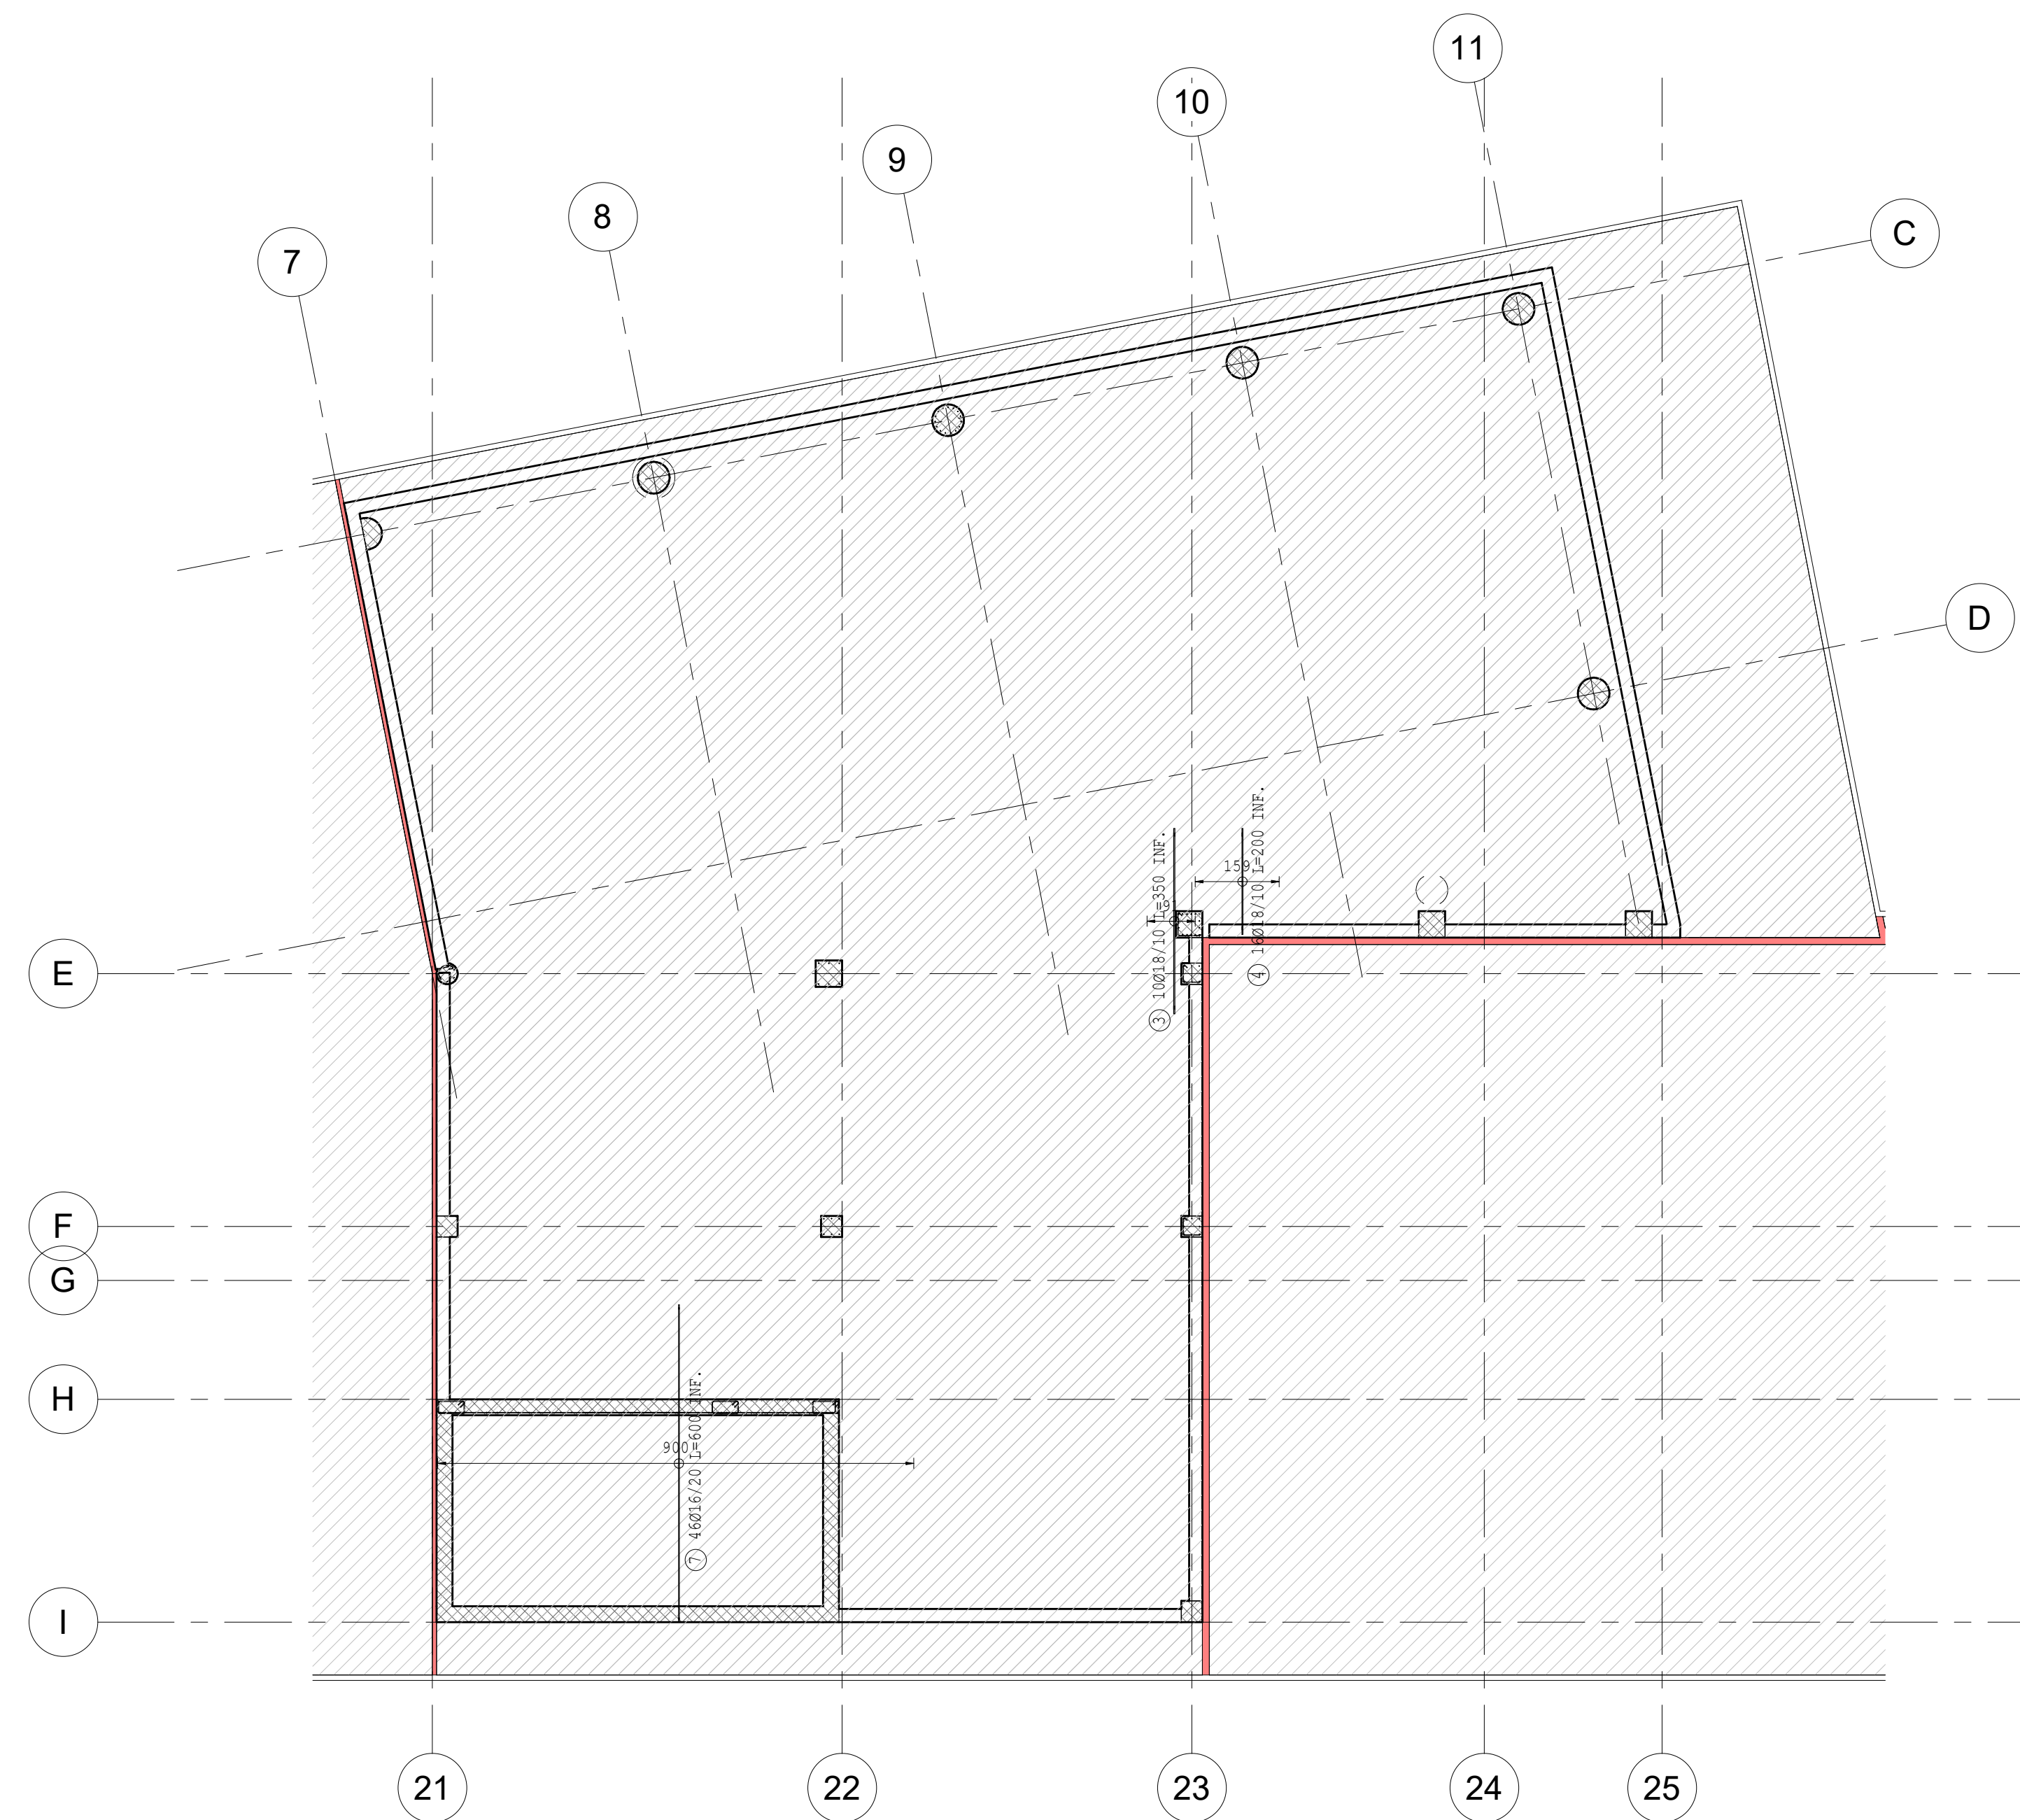 11
10
9
8
C
7
D
159
④ 16Ø18/10 L=200 INF.
③ 10Ø18/10 L=350 INF.
E
F
G
H
900
⑦ 46Ø16/20 L=600 INF.
I
21
22
23
24
25